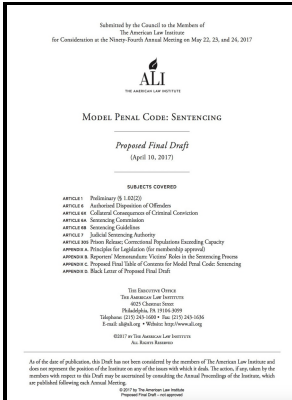 Submitted by the Council to the Members of
The American Law Institute
for Consideration at the Ninety-Fourth Annual Meeting on May 22, 23, and 24, 2017
ALI
THE AMERICAN LAW INSTITUTE
MODEL PENAL CODE: SENTENCING
Proposed Final Draft
(April 10, 2017)
SUBJECTS COVERED
ARTICLE 1 Preliminary (§ 1.02(2))
ARTICLE 6 Authorized Disposition of Offenders
ARTICLE 6X Collateral Consequences of Criminal Conviction
ARTICLE 6A Sentencing Commission
ARTICLE 6B Sentencing Guidelines
ARTICLE 7 Judicial Sentencing Authority
ARTICLE 305 Prison Release; Correctional Populations Exceeding Capacity
APPENDIX A. Principles for Legislation (for membership approval)
APPENDIX B. Reporters' Memorandum: Victims' Roles in the Sentencing Process
APPENDIX C. Proposed Final Table of Contents for Model Penal Code: Sentencing
APPENDIX D. Black Letter of Proposed Final Draft
THE EXECUTIVE OFFICE
THE AMERICAN LAW INSTITUTE
4025 Chestnut Street
Philadelphia, PA 19104-3099
Telephone: (215) 243-1600 • Fax: (215) 243-1636
E-mail: ali@ali.org • Website: http://www.ali.org
©2017 BY THE AMERICAN LAW INSTITUTE
ALL RIGHTS RESERVED
As of the date of publication, this Draft has not been considered by the members of The American Law Institute and
does not represent the position of the Institute on any of the issues with which it deals. The action, if any, taken by the
members with respect to this Draft may be ascertained by consulting the Annual Proceedings of the Institute, which
are published following each Annual Meeting.
©2017 by The American Law Institute
Proposed Final Draft – not approved